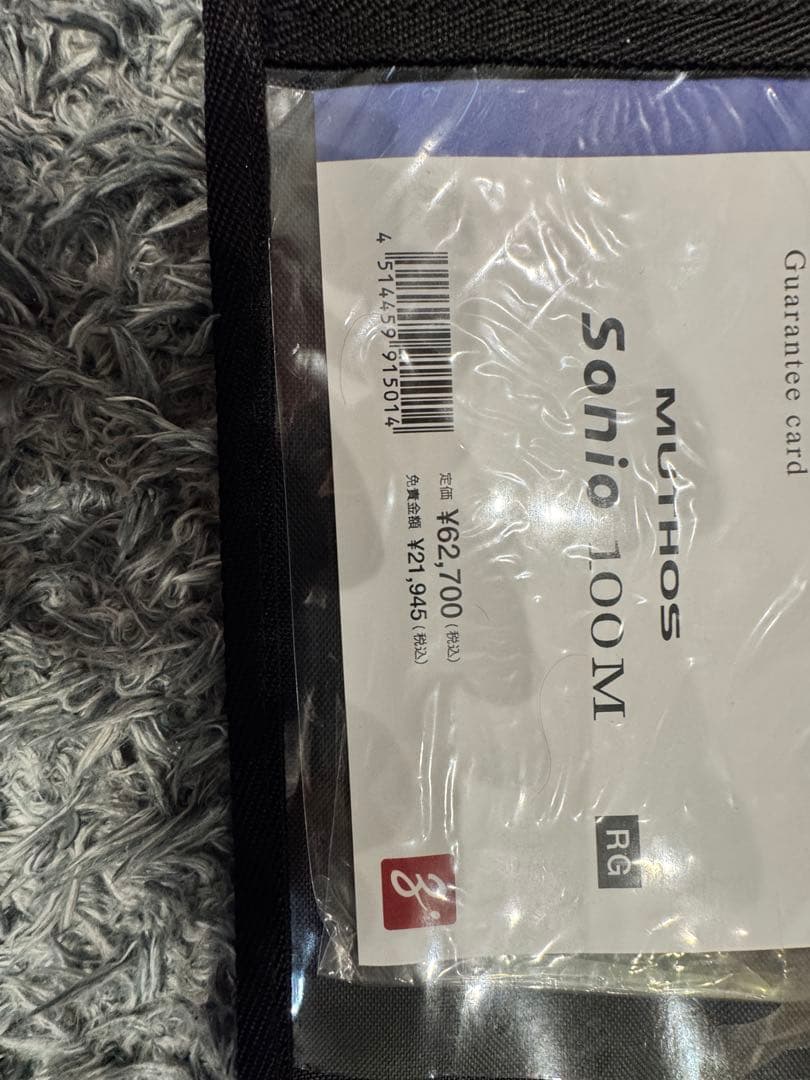 Guarantee card
MUTHOS
Sonio 100M
RG
定価 ¥62,700(税込)
免責金額 ¥21,945(税込)
4 514459 915014